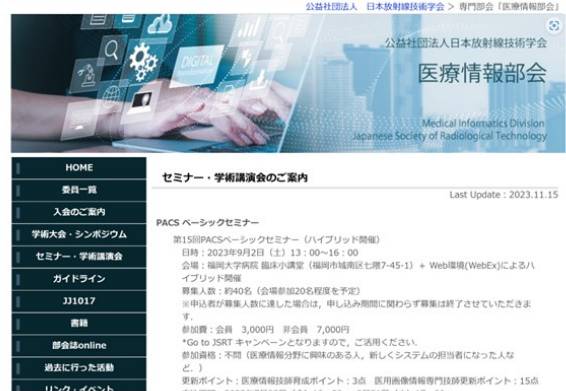 公益社団法人 日本放射線技術学会 > 専門部会「医療情報部会」
公益社団法人日本放射線技術学会
医療情報部会
Medical Informatics Division
Japanese Society of Radiological Technology
DIGITAL
HOME
委員一覧
入会のご案内
学術大会・シンポジウム
セミナー・学術講演会
ガイドライン
JJ1017
書籍
部会誌online
過去に行った活動
リンク・イベント
セミナー・学術講演会のご案内
Last Update : 2023.11.15
PACS ベーシックセミナー
第15回PACSベーシックセミナー（ハイブリッド開催）
日時：2023年9月2日（土）13：00~16：00
会場：福岡大学病院 臨床小講堂（福岡市城南区七隈7-45-1）+ Web環境(WebEx)によるハ
イブリッド開催
募集人数：約40名（会場参加20名程度を予定）
※申込者が募集人数に達した場合は，申し込み期間に関わらず募集は終了させていただきま
す．
参加費：会員 3,000円 非会員 7,000円
*Go to JSRT キャンペーンとなりますので，ご活用ください．
参加資格：不問（医療情報分野に興味のある人，新しくシステムの担当者になった人な
ど．）
更新ポイント：医療情報技師育成ポイント：3点 医用画像情報専門技師更新ポイント：15点